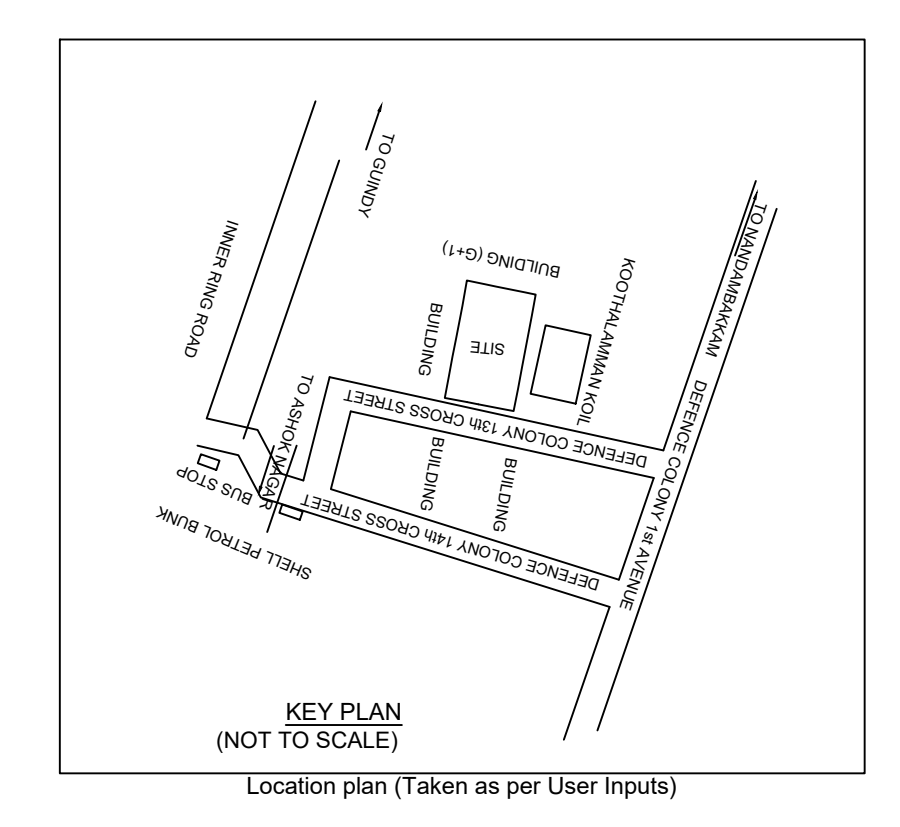 TO GUINDY
INNER RING ROAD
TO NANDAMBAKKAM
BUILDING (G+1)
KOOTHALAMMAN KOIL
BUILDING
SITE
TO ASHOK NAGAR
DEFENCE COLONY 13th CROSS STREET
DEFENCE COLONY 1st AVENUE
BUILDING
BUILDING
BUS STOP
SHELL PETROL BUNK
DEFENCE COLONY 14th CROSS STREET
KEY PLAN
(NOT TO SCALE)
Location plan (Taken as per User Inputs)